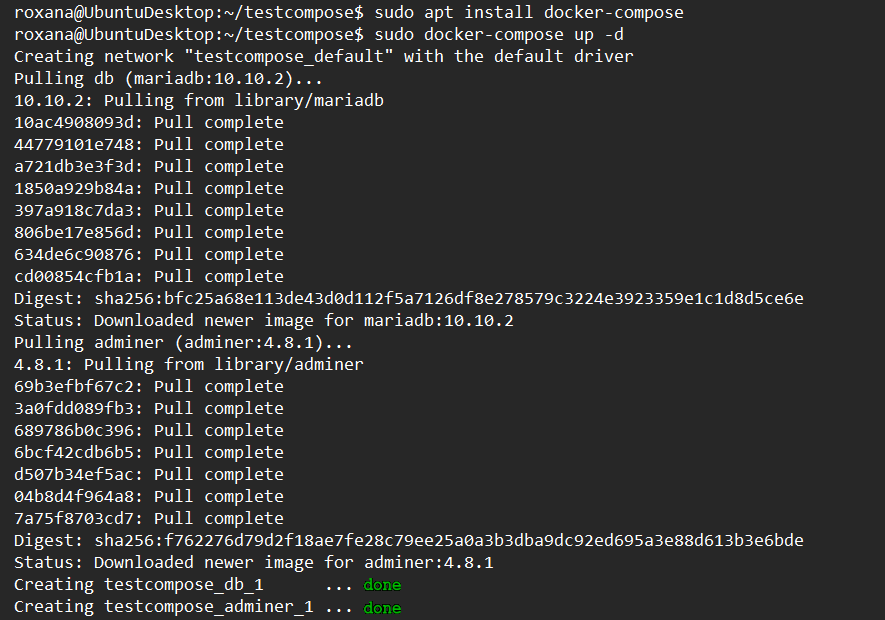 roxana@UbuntuDesktop:~/testcompose$ sudo apt install docker-compose
roxana@UbuntuDesktop:~/testcompose$ sudo docker-compose up -d
Creating network "testcompose_default" with the default driver
Pulling db (mariadb:10.10.2)...
10.10.2: Pulling from library/mariadb
10ac4908093d: Pull complete
44779101e748: Pull complete
a721db3e3f3d: Pull complete
1850a929b84a: Pull complete
397a918c7da3: Pull complete
806be17e856d: Pull complete
634de6c90876: Pull complete
cd00854cfb1a: Pull complete
Digest: sha256:bfc25a68e113de43d0d112f5a7126df8e278579c3224e3923359e1c1d8d5ce6e
Status: Downloaded newer image for mariadb:10.10.2
Pulling adminer (adminer:4.8.1)...
4.8.1: Pulling from library/adminer
69b3efbf67c2: Pull complete
3a0fdd089fb3: Pull complete
689786b0c396: Pull complete
6bcf42cdb6b5: Pull complete
d507b34ef5ac: Pull complete
04b8d4f964a8: Pull complete
7a75f8703cd7: Pull complete
Digest: sha256:f762276d79d2f18ae7fe28c79ee25a0a3b3dba9dc92ed695a3e88d613b3e6bde
Status: Downloaded newer image for adminer:4.8.1
Creating testcompose_db_1      ... done
Creating testcompose_adminer_1 ... done